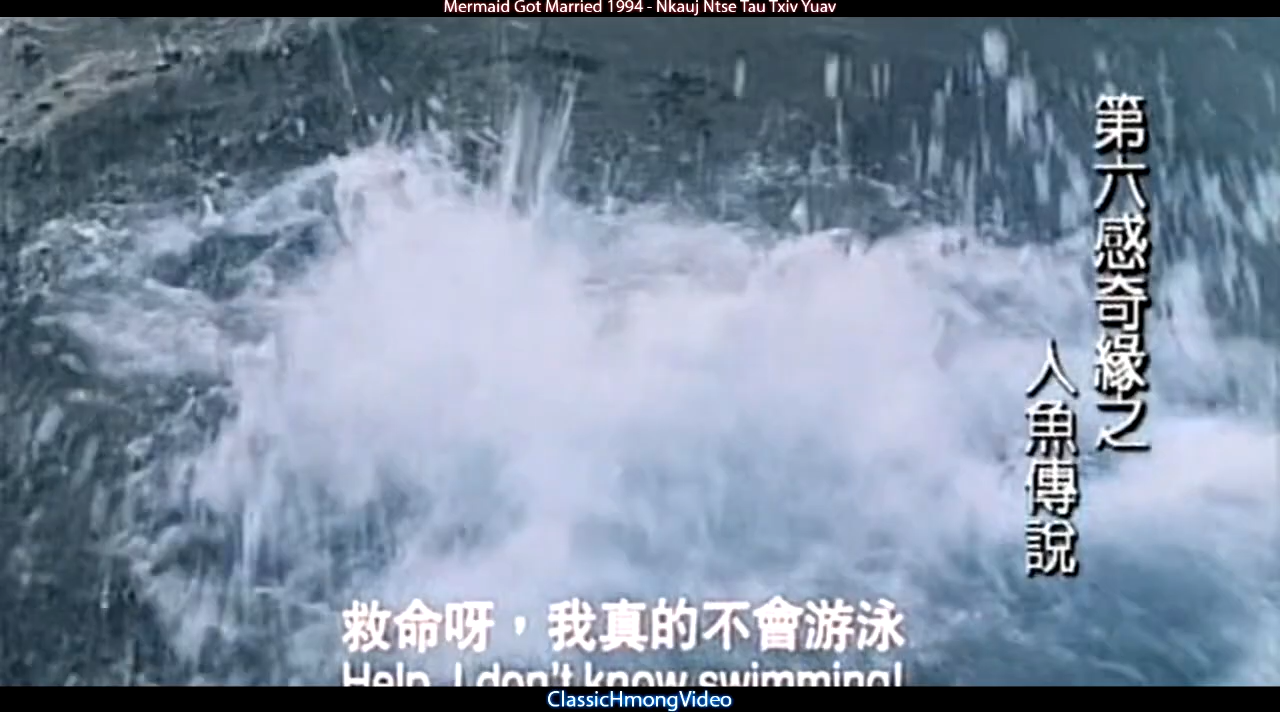 Mermaid Got Married 1994 - Nkauj Ntse Tau Txiv Yuav
第六感奇緣之
人魚傳說
救命呀，我真的不會游泳
Help, I don't know swimming!
ClassicHmongVideo